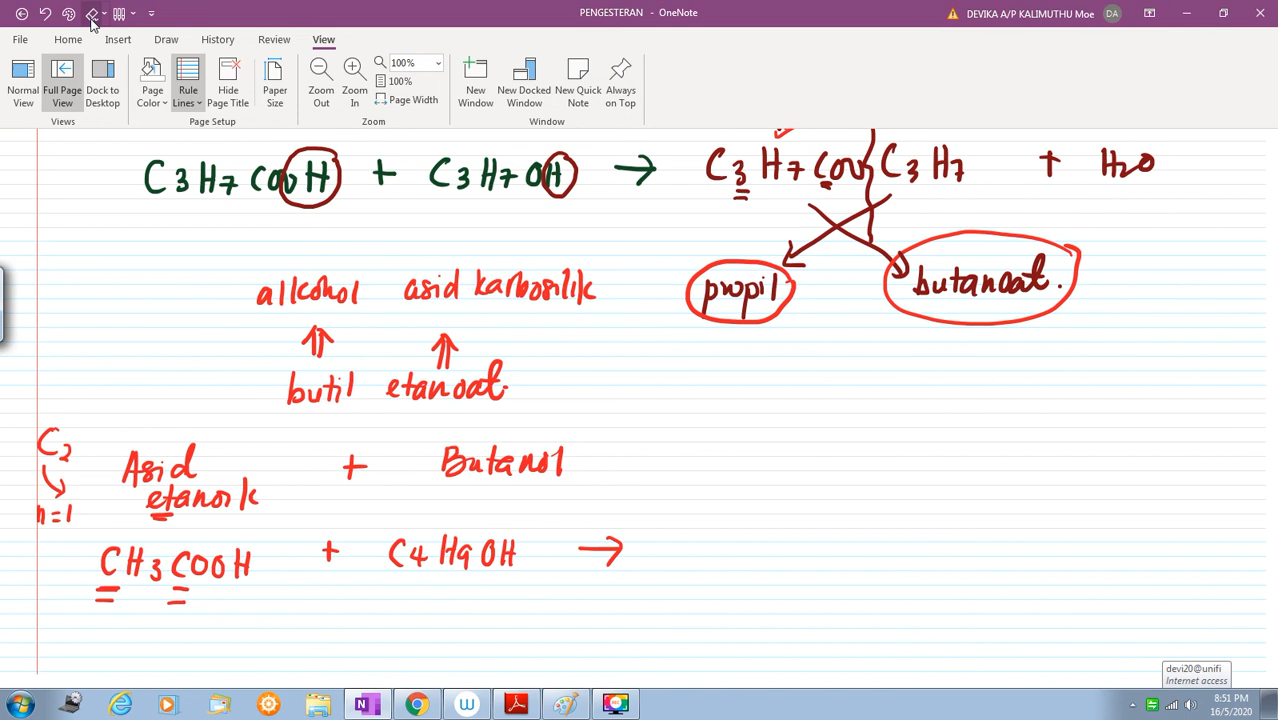 PENGESTERAN - OneNote
DEVIKA A/P KALIMUTHU Moe
DA
File Home Insert Draw History Review View
Normal View
Full Page View
Dock to Desktop
Views
Page Color
Rule Lines
Hide Page Title
Paper Size
Page Setup
Zoom Out
Zoom In
100%
100%
Page Width
Zoom
New Window
New Docked Window
New Quick Note
Always on Top
Window
C3H7COOH + C3H7OH → C3H7COO C3H7 + H2O
propil butanoat.
alkohol asid karbosilik
butil etanoat.
C2
n=1
Asid etanoik + Butanol
CH3COOH + C4H9OH →
devi20@unifi
Internet access
8:51 PM
16/5/2020